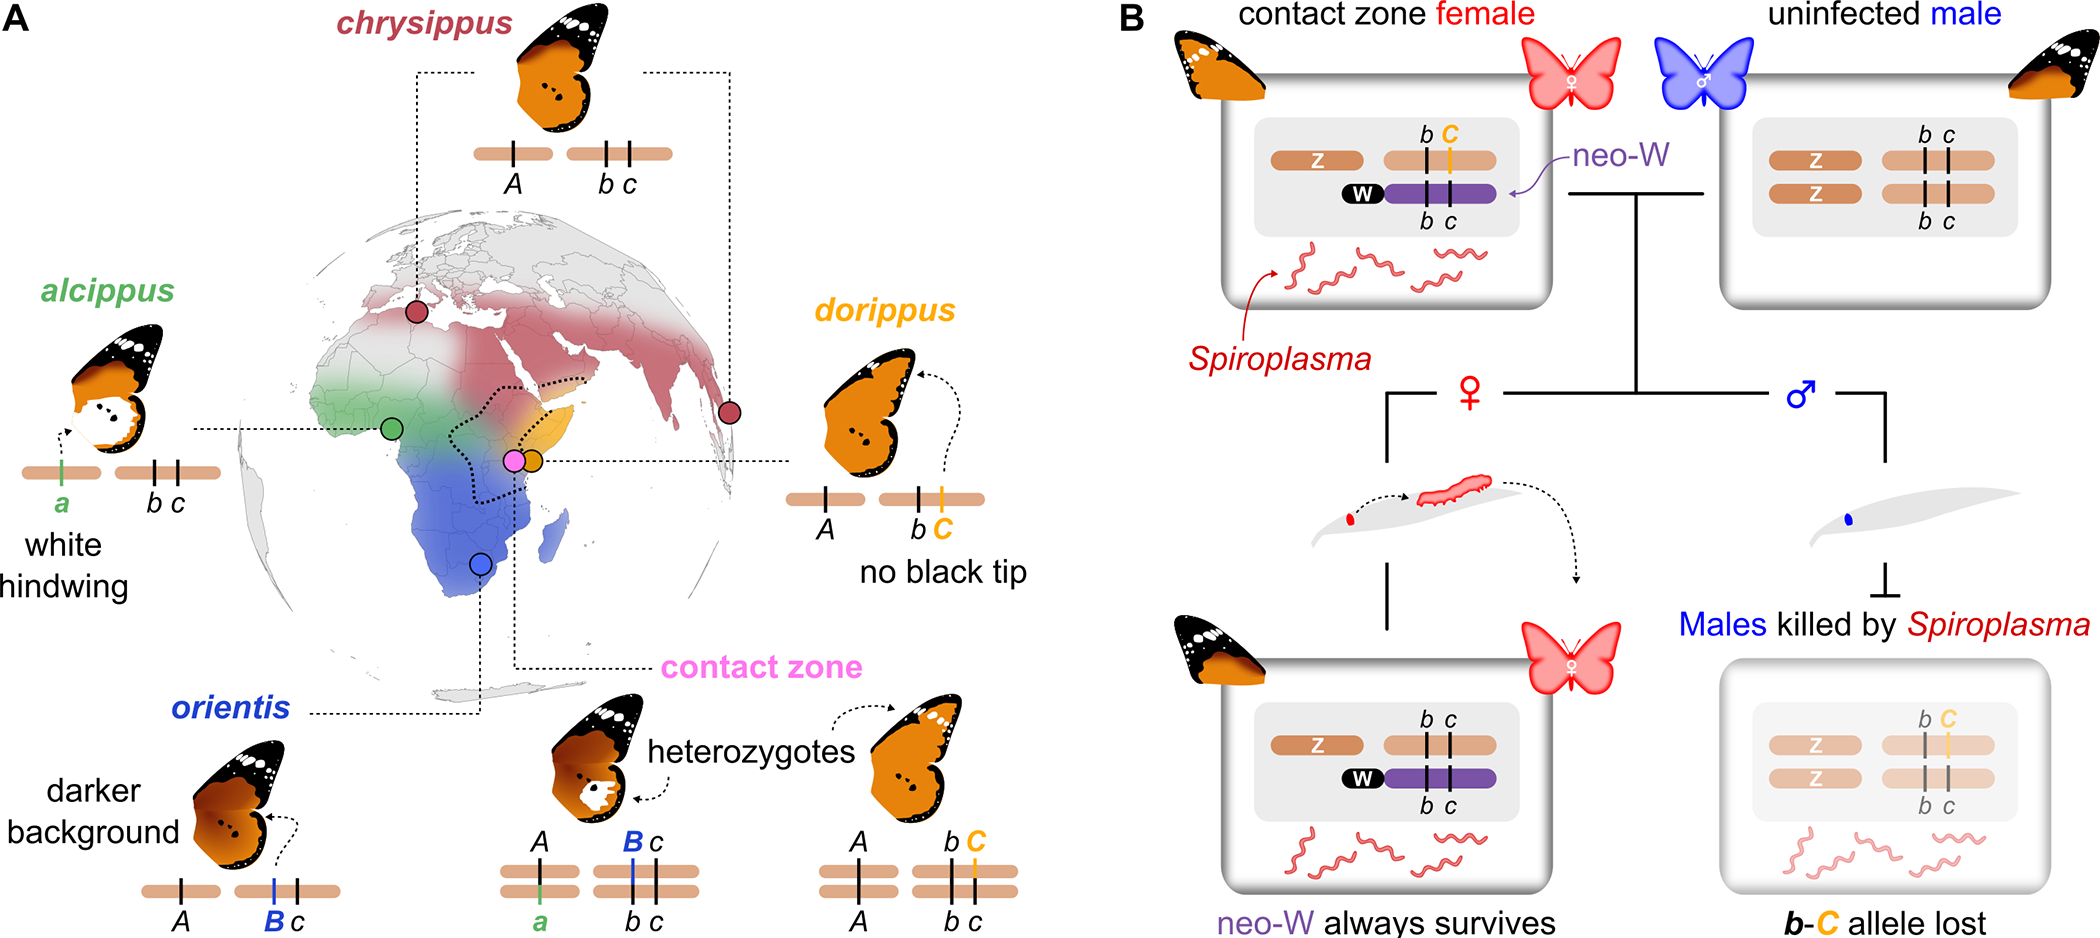 A
chrysippus
A
b c
alcippus
a
b c
white
hindwing
dorippus
A
b C
no black tip
contact zone
orientis
darker
background
A
B c
heterozygotes
A
B c
a
b c
A
b C
A
b c
B
contact zone female
uninfected male
♀
♂
b C
Z
W
b c
neo-W
b c
Z
Z
b c
Spiroplasma
♀
♂
Males killed by Spiroplasma
♀
b c
Z
W
b c
b C
Z
Z
b c
neo-W always survives
b-C allele lost